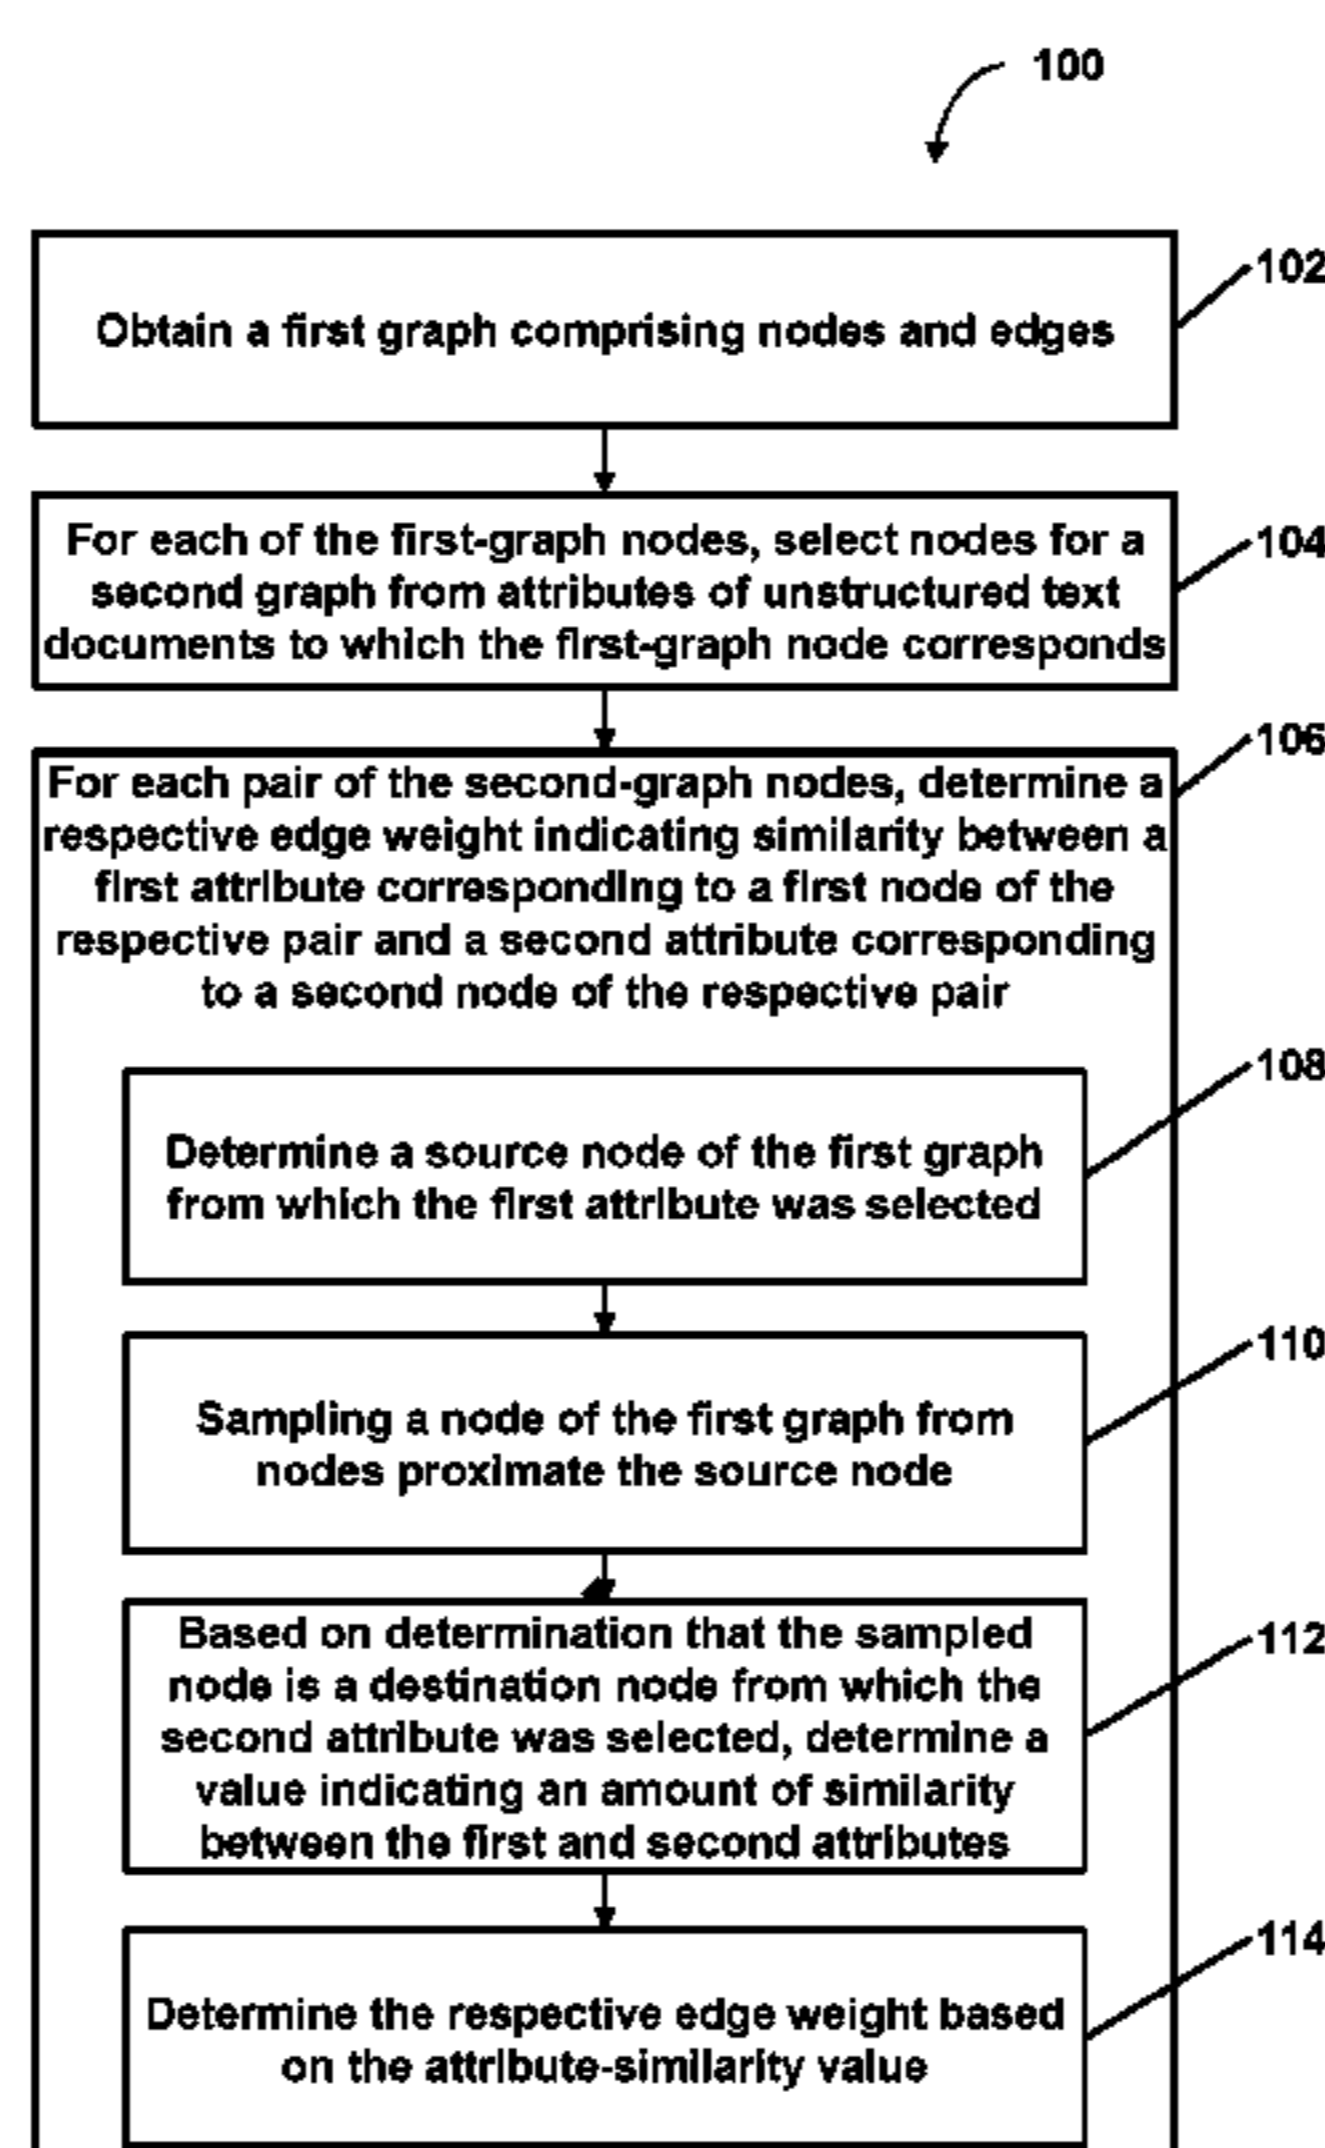 100
102
Obtain a first graph comprising nodes and edges
104
For each of the first-graph nodes, select nodes for a
second graph from attributes of unstructured text
documents to which the first-graph node corresponds
106
For each pair of the second-graph nodes, determine a
respective edge weight indicating similarity between a
first attribute corresponding to a first node of the
respective pair and a second attribute corresponding
to a second node of the respective pair
108
Determine a source node of the first graph
from which the first attribute was selected
110
Sampling a node of the first graph from
nodes proximate the source node
112
Based on determination that the sampled
node is a destination node from which the
second attribute was selected, determine a
value indicating an amount of similarity
between the first and second attributes
114
Determine the respective edge weight based
on the attribute-similarity value